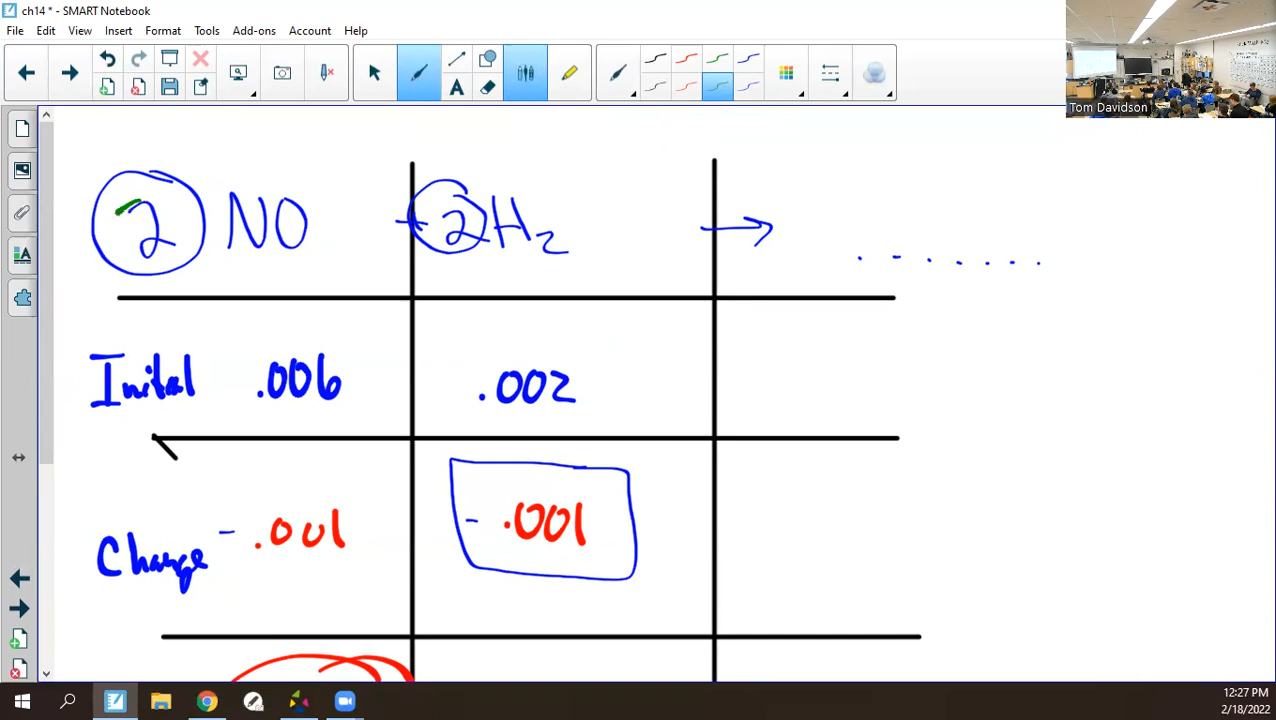 ch14 * - SMART Notebook
File Edit View Insert Format Tools Add-ons Account Help
Tom Davidson
2 NO + 2 H2 → . . . . . . .
Initial .006 .002
Change - .001 - .001
12:27 PM
2/18/2022